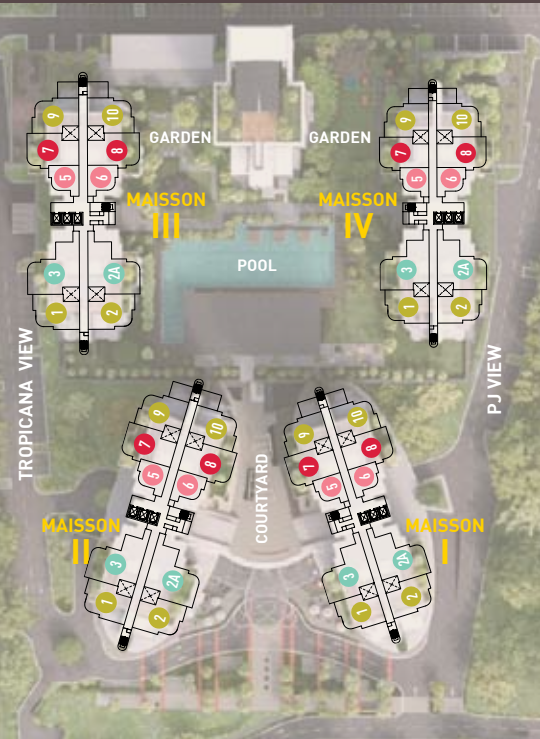 9 10
9 10
7 8
7 8
GARDEN
GARDEN
5 6
5 6
MAISSON
III
MAISSON
IV
POOL
3 2A
3 2A
1 2
1 2
TROPICANA VIEW
PJ VIEW
COURTYARD
9 10
9 10
7 8
7 8
5 6
5 6
MAISSON
II
MAISSON
I
3 2A
3 2A
1 2
1 2